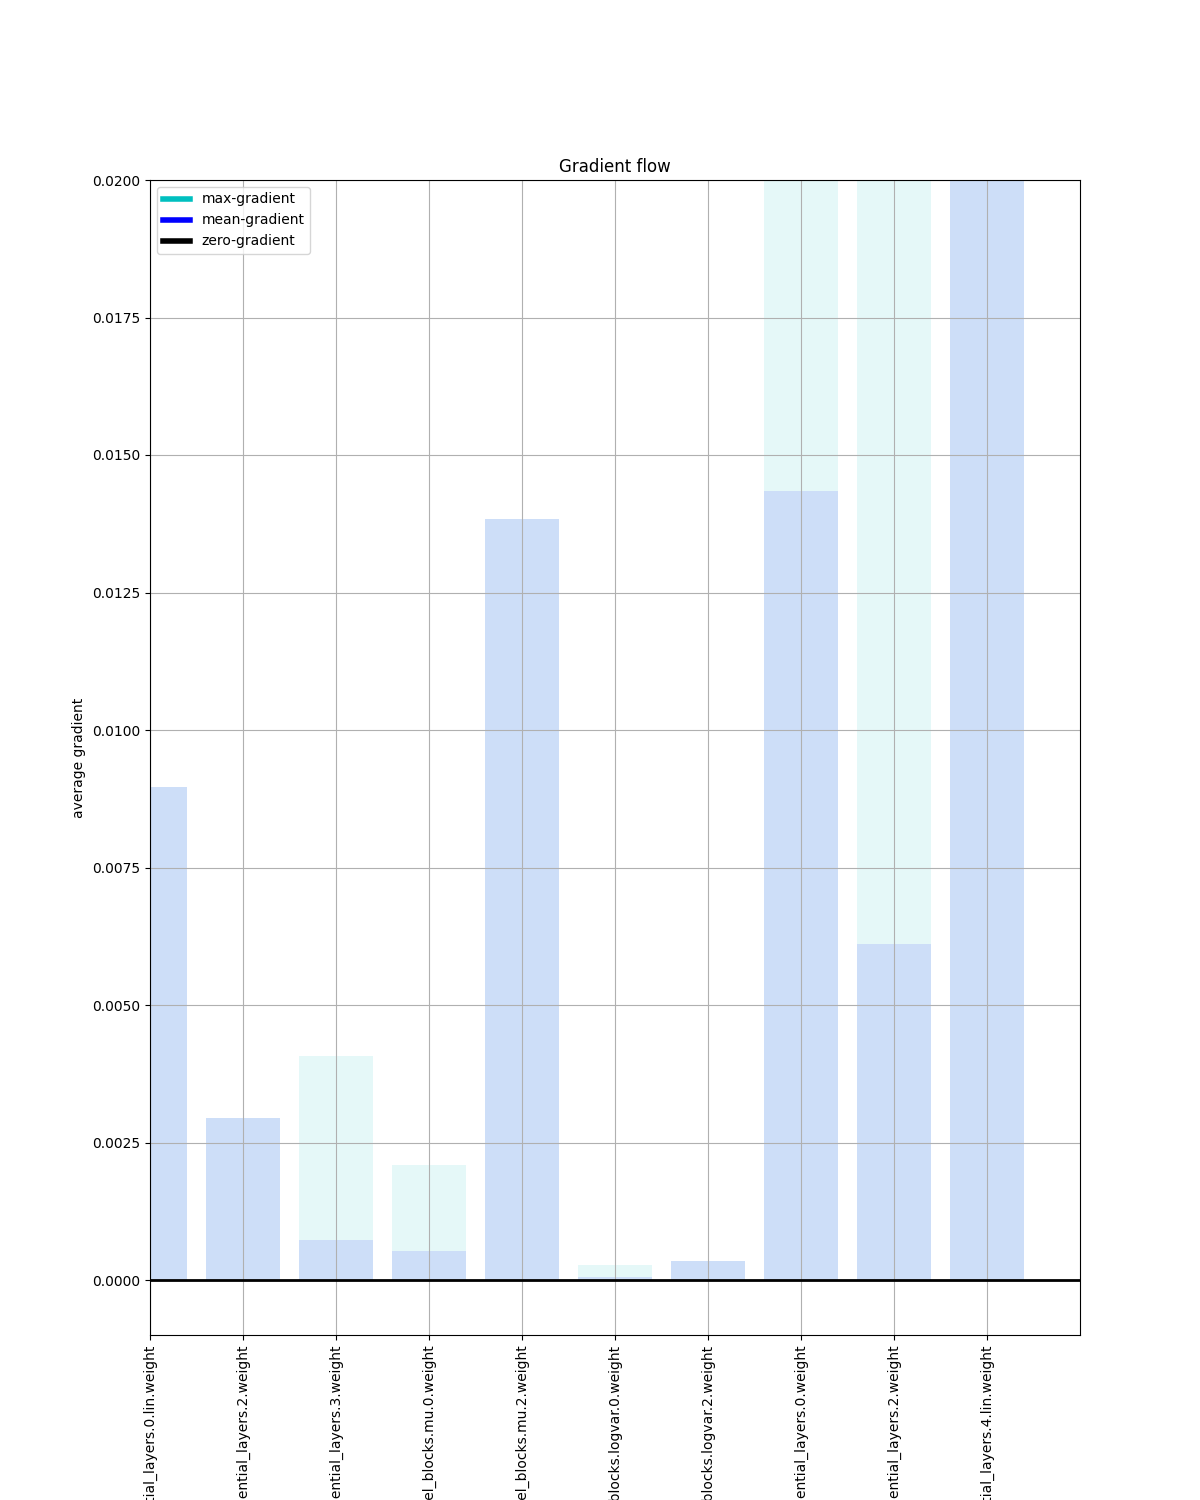 Gradient flow
max-gradient
mean-gradient
zero-gradient
0.0200
0.0175
0.0150
0.0125
0.0100
0.0075
0.0050
0.0025
0.0000
average gradient
tial_layers.0.lin.weight
ential_layers.2.weight
ential_layers.3.weight
el_blocks.mu.0.weight
el_blocks.mu.2.weight
blocks.logvar.0.weight
blocks.logvar.2.weight
ential_layers.0.weight
ential_layers.2.weight
tial_layers.4.lin.weight